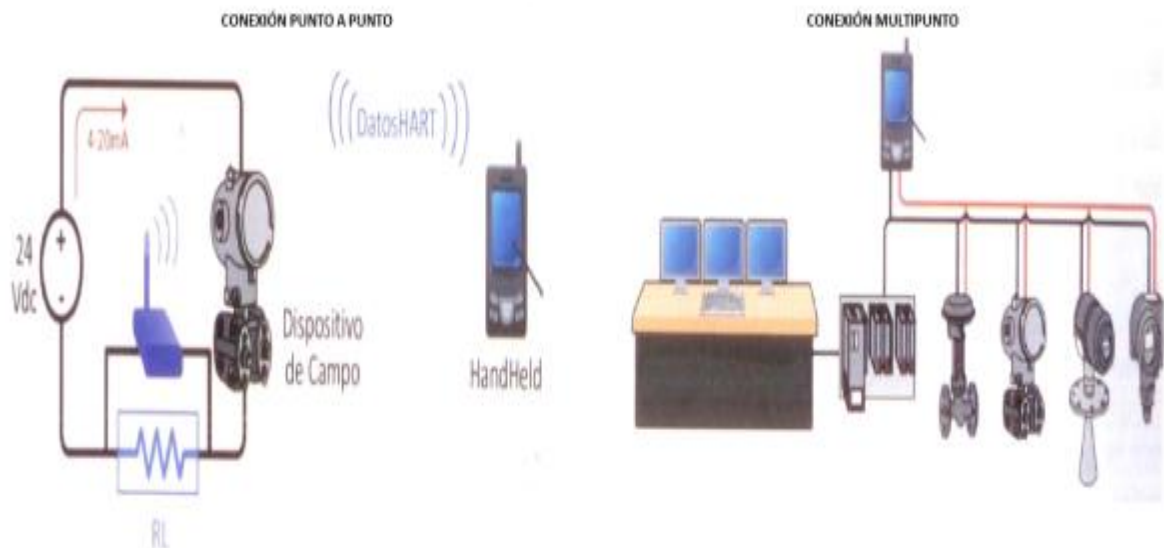 CONEXIÓN PUNTO A PUNTO
4-20mA
DatosHART
24
Vdc
+
-
Dispositivo
de Campo
HandHeld
RL
CONEXIÓN MULTIPUNTO